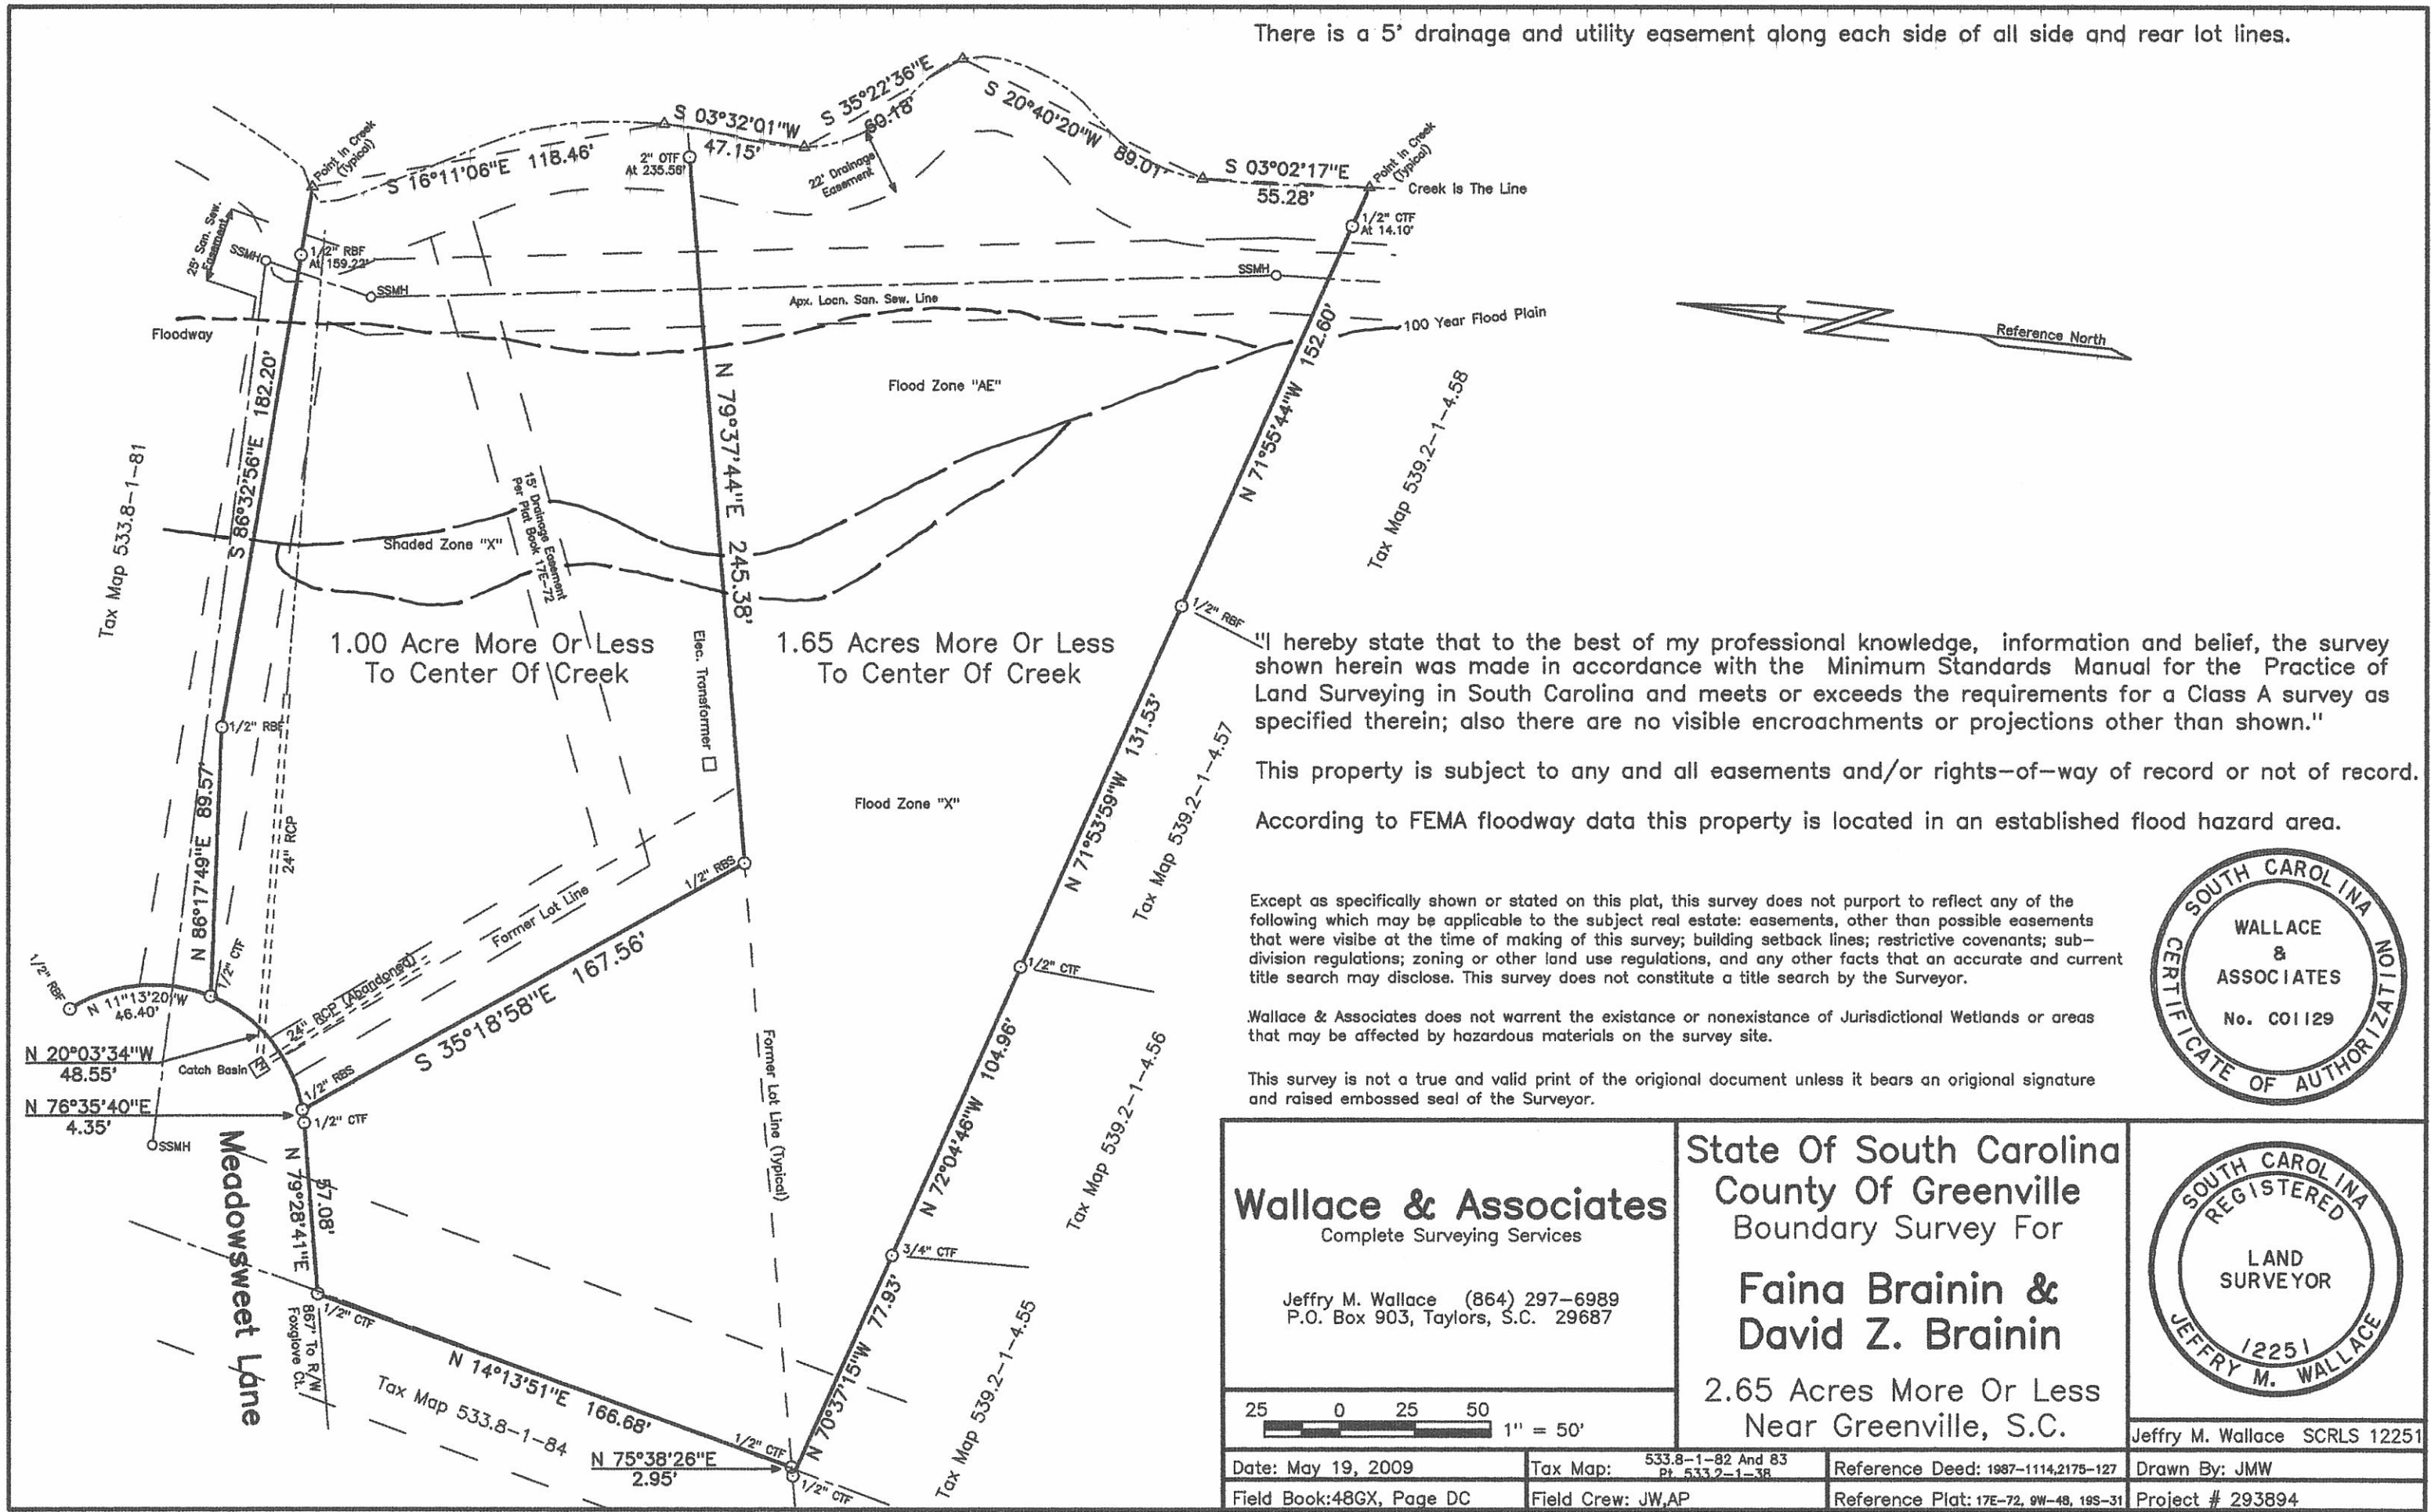 There is a 5' drainage and utility easement along each side of all side and rear lot lines.
Point In Creek
(Typical)
S 16°11'06"E 118.46'
S 03°32'01"W
47.15'
2" OTF
At 235.56'
S 35°22'36"E
60.18'
22' Drainage
Easement
S 20°40'20"W 89.01'
S 03°02'17"E
55.28'
Point In Creek
(Typical)
Creek Is The Line
1/2" CTF
At 14.10'
25' San. Sew.
Easement
SSMH
1/2" RBF
At 159.22'
SSMH
SSMH
Apx. Locn. San. Sew. Line
Floodway
100 Year Flood Plain
Reference North
S 86°32'56"E 182.20'
N 79°37'44"E 245.38'
Flood Zone "AE"
N 71°55'44"W 152.60'
Tax Map 539.2-1-4.58
Tax Map 533.8-1-81
Shaded Zone "X"
15' Drainage Easement
Per Plat Book 17E-72
1.00 Acre More Or Less
To Center Of Creek
1.65 Acres More Or Less
To Center Of Creek
Elec. Transformer
1/2" RBF
1/2" RBF
"I hereby state that to the best of my professional knowledge, information and belief, the survey
shown herein was made in accordance with the Minimum Standards Manual for the Practice of
Land Surveying in South Carolina and meets or exceeds the requirements for a Class A survey as
specified therein; also there are no visible encroachments or projections other than shown."
This property is subject to any and all easements and/or rights-of-way of record or not of record.
According to FEMA floodway data this property is located in an established flood hazard area.
N 86°17'49"E 89.57'
24" RCP
Flood Zone "X"
N 71°53'59"W 131.53'
Tax Map 539.2-1-4.57
1/2" RBS
Former Lot Line
S 35°18'58"E 167.56'
24" RCP (Abandoned)
1/2" RBF
N 11°13'20"W
46.40'
1/2" CTF
1/2" CTF
N 20°03'34"W
48.55'
Catch Basin
N 76°35'40"E
4.35'
1/2" RBS
1/2" CTF
SSMH
Meadowsweet Lane
N 79°28'41"E
57.08'
Former Lot Line (Typical)
N 72°04'46"W 104.96'
Tax Map 539.2-1-4.56
3/4" CTF
1/2" CTF
867' To R/W
Foxglove Ct.
N 14°13'51"E 166.68'
Tax Map 533.8-1-84
N 70°37'15"W 77.93'
Tax Map 539.2-1-4.55
1/2" CTF
N 75°38'26"E
2.95'
1/2" CTF
Except as specifically shown or stated on this plat, this survey does not purport to reflect any of the
following which may be applicable to the subject real estate: easements, other than possible easements
that were visibe at the time of making of this survey; building setback lines; restrictive covenants; sub-
division regulations; zoning or other land use regulations, and any other facts that an accurate and current
title search may disclose. This survey does not constitute a title search by the Surveyor.
Wallace & Associates does not warrent the existance or nonexistance of Jurisdictional Wetlands or areas
that may be affected by hazardous materials on the survey site.
This survey is not a true and valid print of the origional document unless it bears an origional signature
and raised embossed seal of the Surveyor.
SOUTH CAROLINA
WALLACE
&
ASSOCIATES
No. CO1129
CERTIFICATE OF AUTHORIZATION
Wallace & Associates
Complete Surveying Services
Jeffry M. Wallace (864) 297-6989
P.O. Box 903, Taylors, S.C. 29687
25 0 25 50
1" = 50'
State Of South Carolina
County Of Greenville
Boundary Survey For
Faina Brainin &
David Z. Brainin
2.65 Acres More Or Less
Near Greenville, S.C.
SOUTH CAROLINA
REGISTERED
LAND
SURVEYOR
12251
JEFFRY M. WALLACE
Jeffry M. Wallace SCRLS 12251
Date: May 19, 2009
Tax Map: 533.8-1-82 And 83
Pt. 533.2-1-38
Reference Deed: 1987-1114,2175-127
Drawn By: JMW
Field Book:48GX, Page DC
Field Crew: JW,AP
Reference Plat: 17E-72, 9W-48, 19S-31
Project # 293894